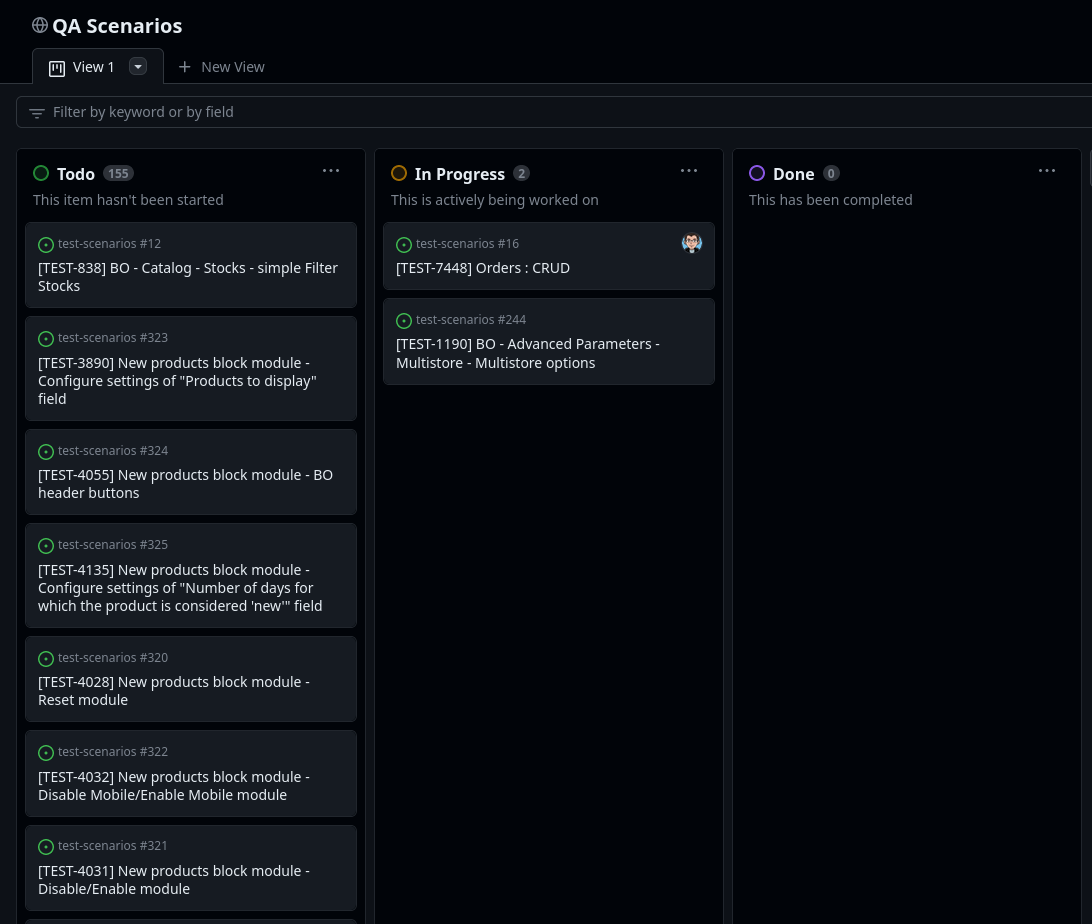 QA Scenarios
View 1
New View
Filter by keyword or by field
Todo 155
This item hasn't been started
test-scenarios #12
[TEST-838] BO - Catalog - Stocks - simple Filter
Stocks
test-scenarios #323
[TEST-3890] New products block module -
Configure settings of "Products to display"
field
test-scenarios #324
[TEST-4055] New products block module - BO
header buttons
test-scenarios #325
[TEST-4135] New products block module -
Configure settings of "Number of days for
which the product is considered 'new'" field
test-scenarios #320
[TEST-4028] New products block module -
Reset module
test-scenarios #322
[TEST-4032] New products block module -
Disable Mobile/Enable Mobile module
test-scenarios #321
[TEST-4031] New products block module -
Disable/Enable module
In Progress 2
This is actively being worked on
test-scenarios #16
[TEST-7448] Orders : CRUD
test-scenarios #244
[TEST-1190] BO - Advanced Parameters -
Multistore - Multistore options
Done 0
This has been completed